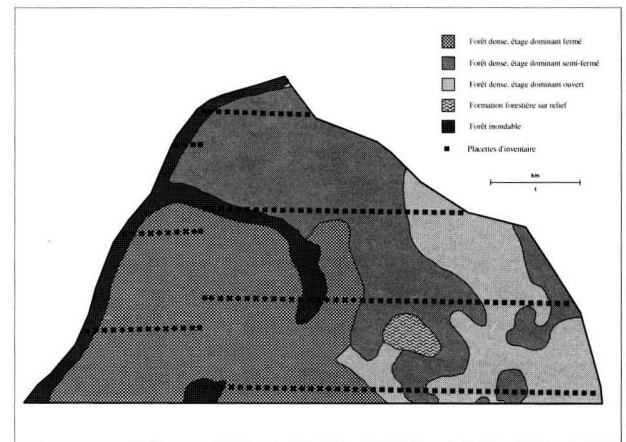 Forêt dense. étage dominant fermé
Forêt dense. étage dominant semi-fermé
Forêt dense. étage dominant ouvert
Formation forestière sur relief
Forêt inondable
Placettes d'inventaire
km
1